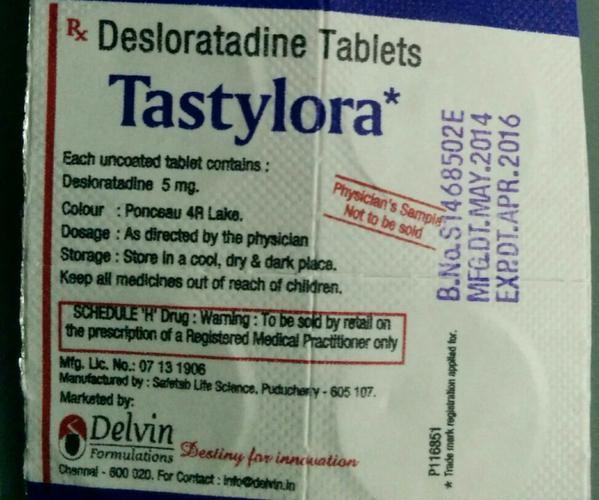 Rx Desloratadine Tablets
Tastylora*
Each uncoated tablet contains :
Desloratadine 5 mg.
Colour : Ponceau 4R Lake.
Dosage : As directed by the physician
Storage : Store in a cool, dry & dark place.
Keep all medicines out of reach of children.
Physician's Sample
Not to be sold
SCHEDULE 'H' Drug : Warning : To be sold by retail on
the prescription of a Registered Medical Practitioner only
Mfg. Lic. No.: 07 13 1906
Manufactured by : Safetab Life Science, Puducherry - 605 107.
Marketed by:
Delvin
Formulations
Destiny for innovation
Chennai - 600 020. For Contact : info@delvin.in
B.No.S1468502E
MFG.DT.MAY.2014
EXP.DT.APR.2016
P116851
* Trade mark registration applied for.